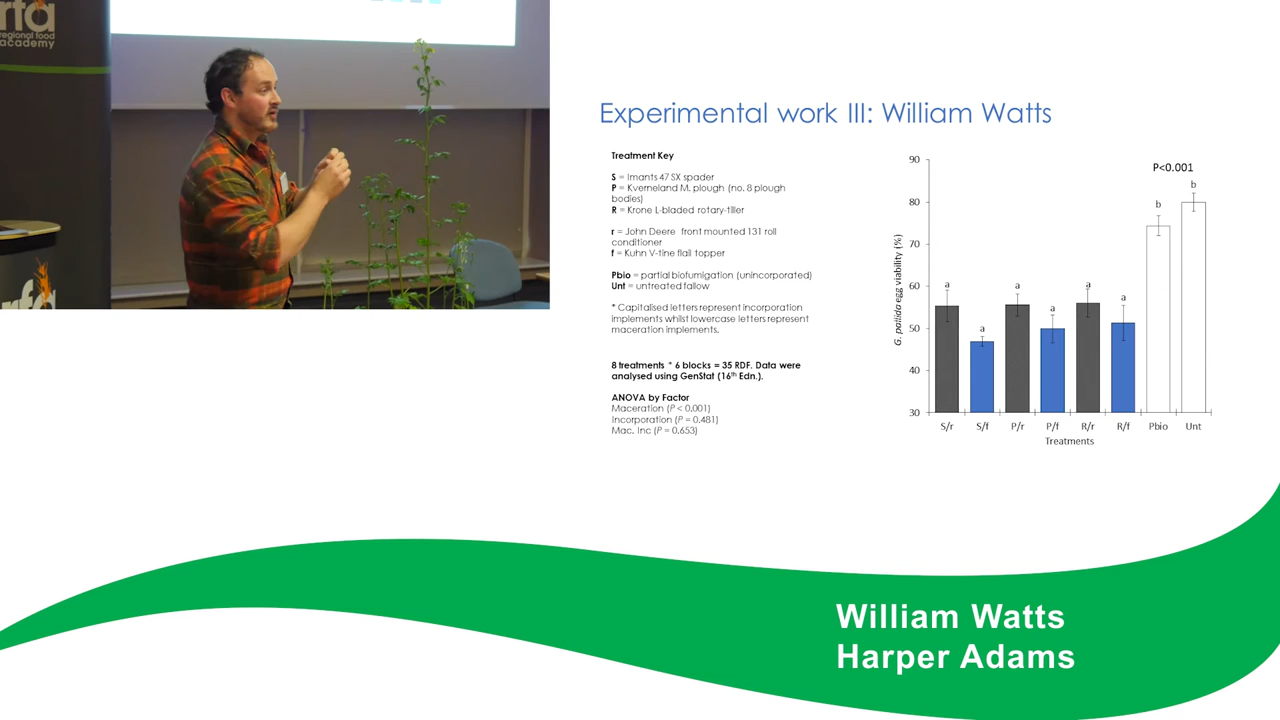 rfa
regional food
academy
rfa
Experimental work III: William Watts
Treatment Key
S = Imants 47 SX spader
P = Kverneland M. plough (no. 8 plough
bodies)
R = Krone L-bladed rotary-tiller
r = John Deere front mounted 131 roll
conditioner
f = Kuhn V-tine flail topper
Pbio = partial biofumigation (unincorporated)
Unt = untreated fallow
* Capitalised letters represent incorporation
implements whilst lowercase letters represent
maceration implements.
8 treatments * 6 blocks = 35 RDF. Data were
analysed using GenStat (16th Edn.).
ANOVA by Factor
Maceration (P < 0.001)
Incorporation (P = 0.481)
Mac. Inc (P = 0.653)
P<0.001
G. pallida egg viability (%)
90
80
70
60
50
40
30
a a a a a a b b
S/r S/f P/r P/f R/r R/f Pbio Unt
Treatments
William Watts
Harper Adams